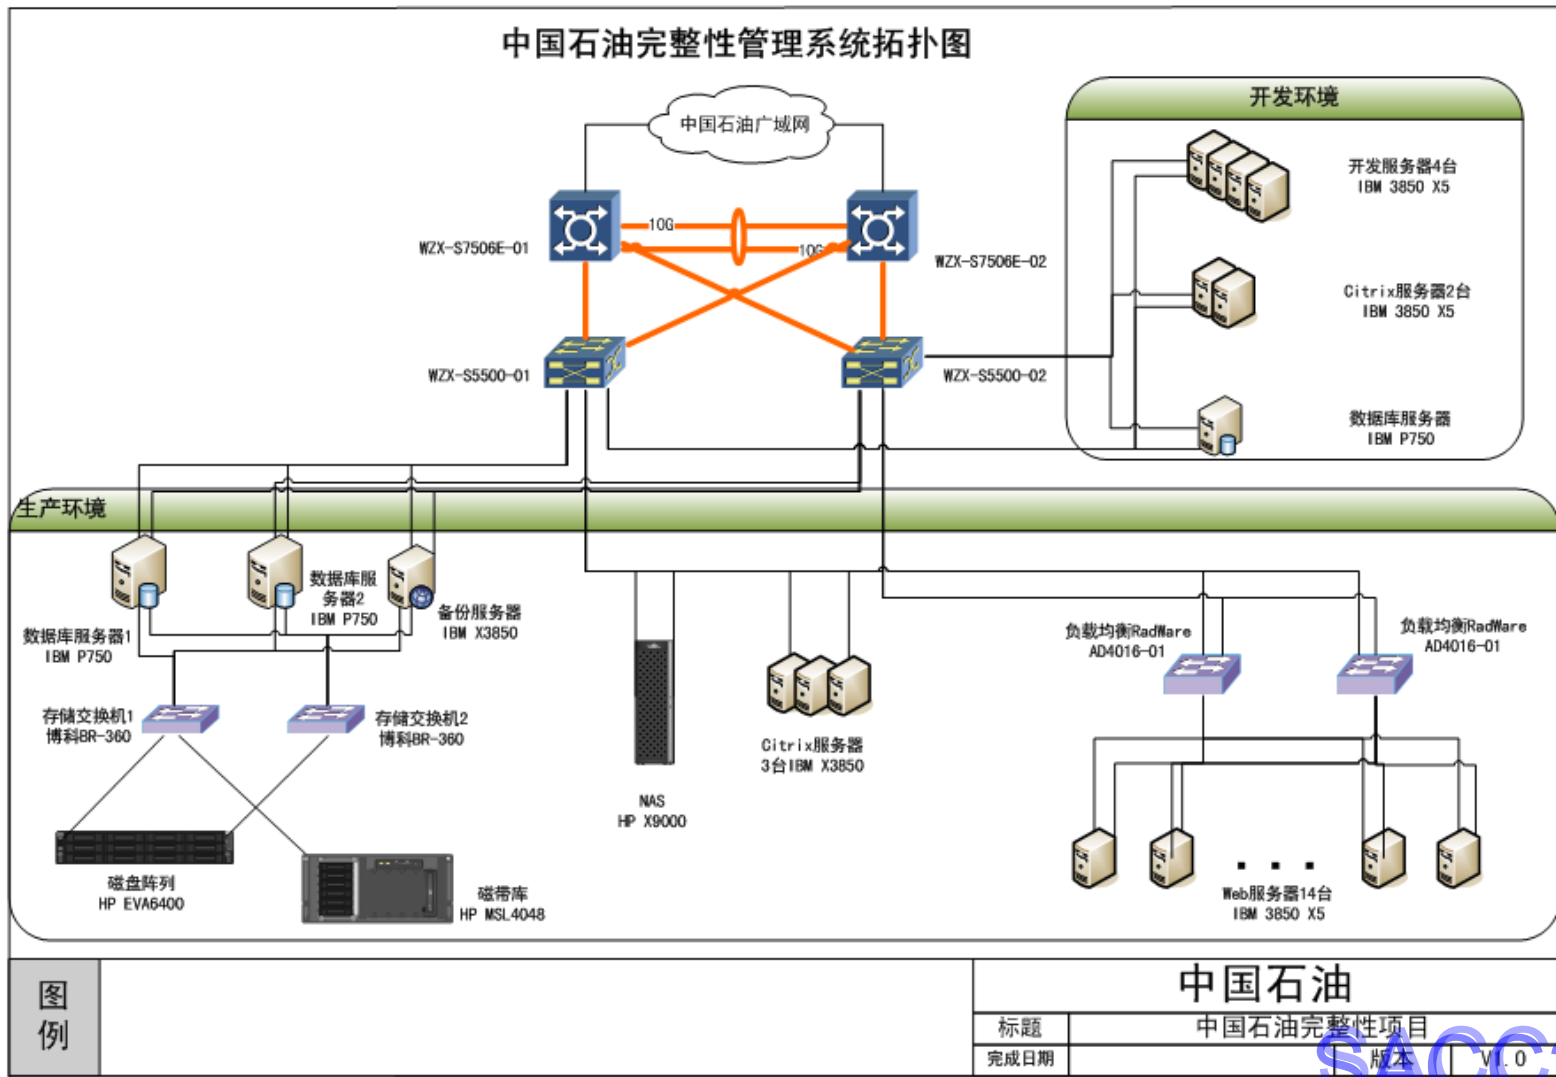 中国石油完整性管理系统拓扑图
中国石油广域网
开发环境
开发服务器4台
IBM 3850 X5
10G
10G
WZX-S7506E-01
WZX-S7506E-02
Citrix服务器2台
IBM 3850 X5
WZX-S5500-01
WZX-S5500-02
数据库服务器
IBM P750
生产环境
数据库服务器1
IBM P750
数据库服
务器2
IBM P750
备份服务器
IBM X3850
负载均衡RadWare
AD4016-01
负载均衡RadWare
AD4016-01
存储交换机1
博科BR-360
存储交换机2
博科BR-360
Citrix服务器
3台IBM X3850
NAS
HP X9000
磁盘阵列
HP EVA6400
磁带库
HP MSL4048
Web服务器14台
IBM 3850 X5
图
例
中国石油
标题
中国石油完整性项目
完成日期
版本
V1.0
SACC